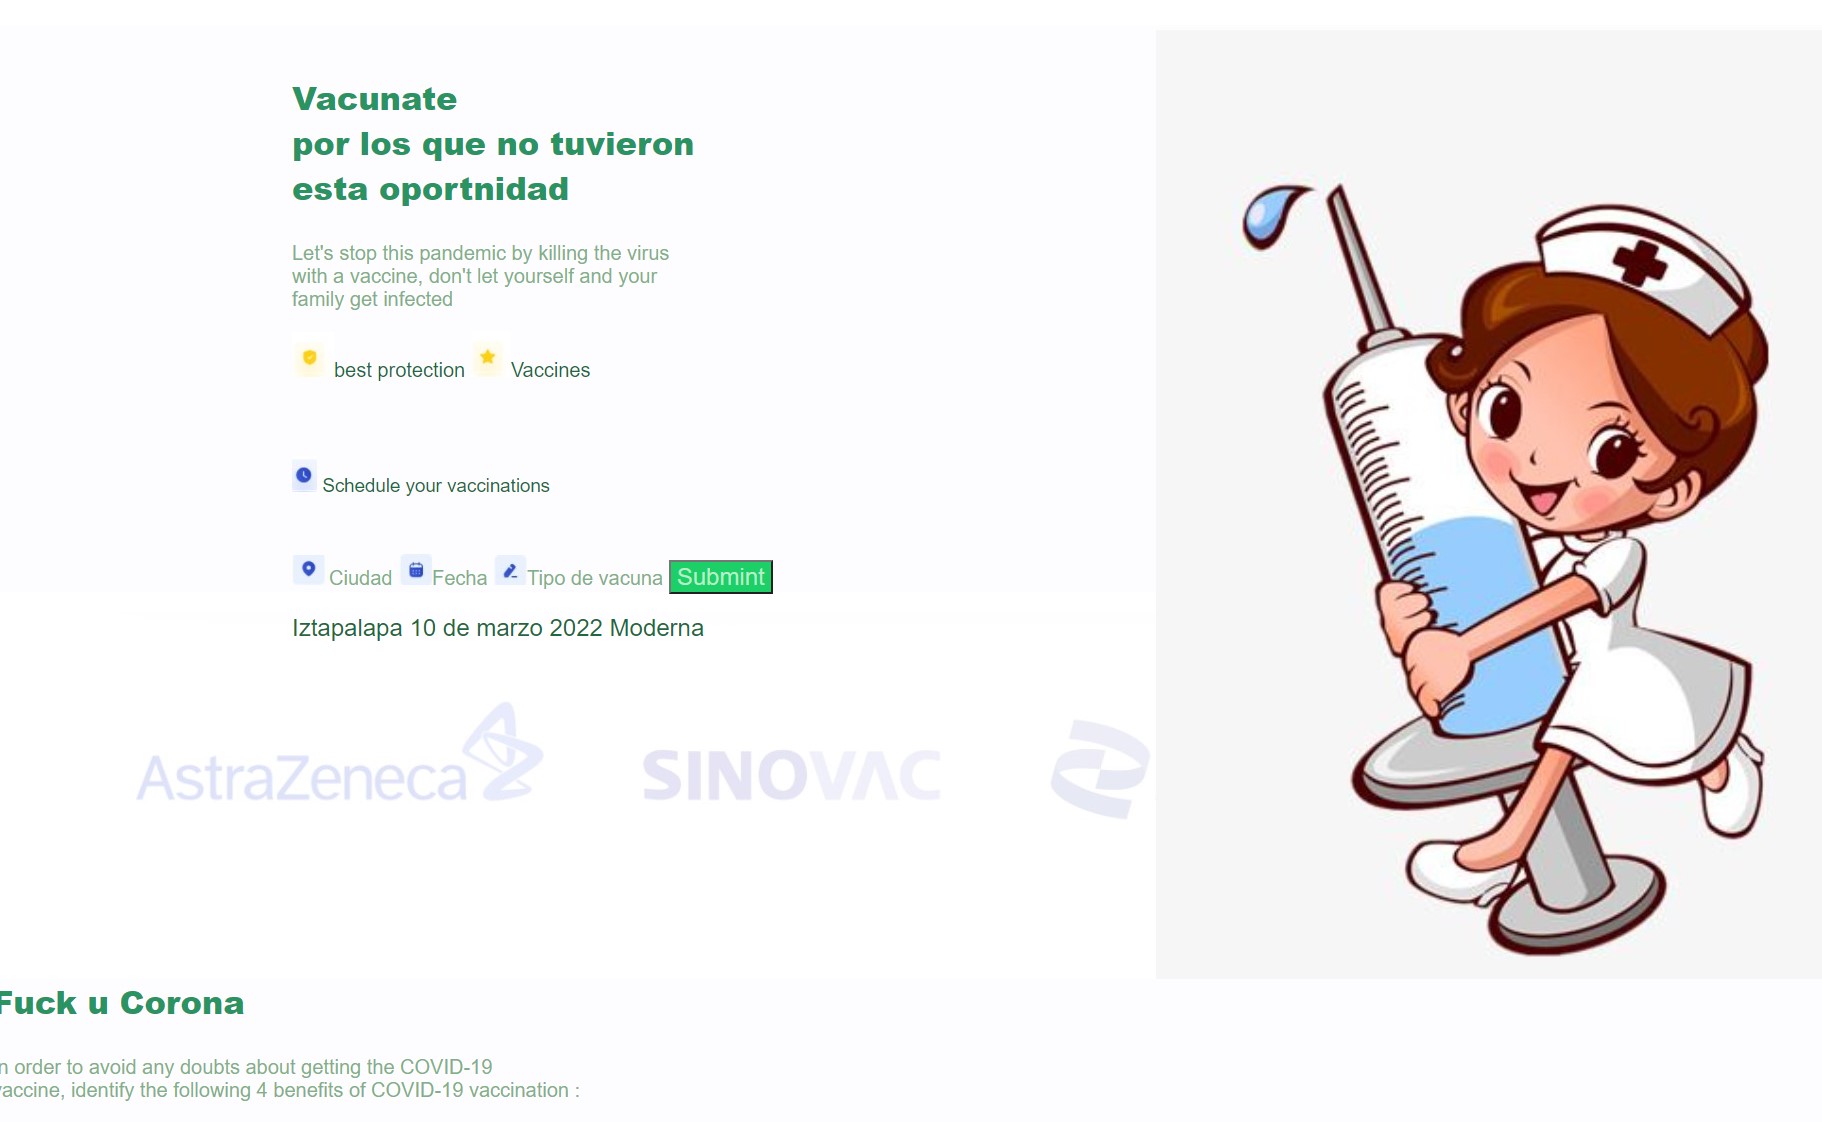 Vacunate
por los que no tuvieron
esta oportnidad
Let's stop this pandemic by killing the virus
with a vaccine, don't let yourself and your
family get infected
best protection Vaccines
Schedule your vaccinations
Ciudad Fecha Tipo de vacuna Submint
Iztapalapa 10 de marzo 2022 Moderna
AstraZeneca SINOVAC
Fuck u Corona
n order to avoid any doubts about getting the COVID-19
vaccine, identify the following 4 benefits of COVID-19 vaccination :